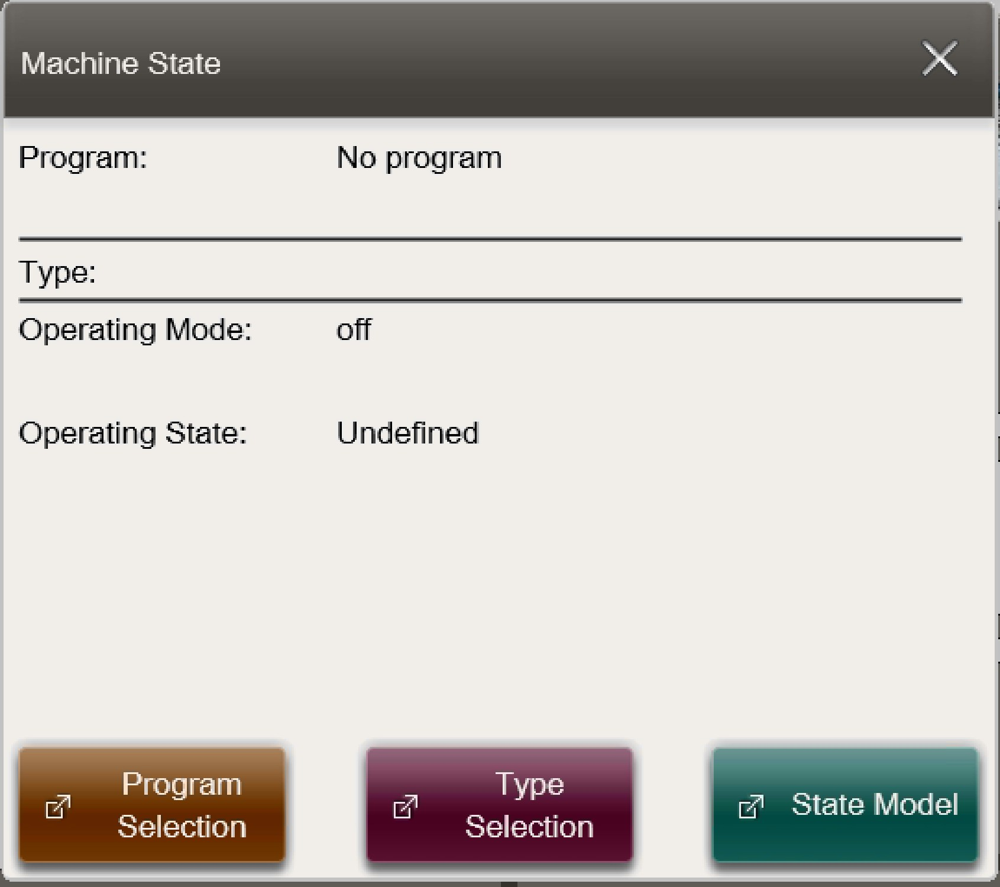 Machine State
Program: No program
Type:
Operating Mode: off
Operating State: Undefined
Program
Selection
Type
Selection
State Model